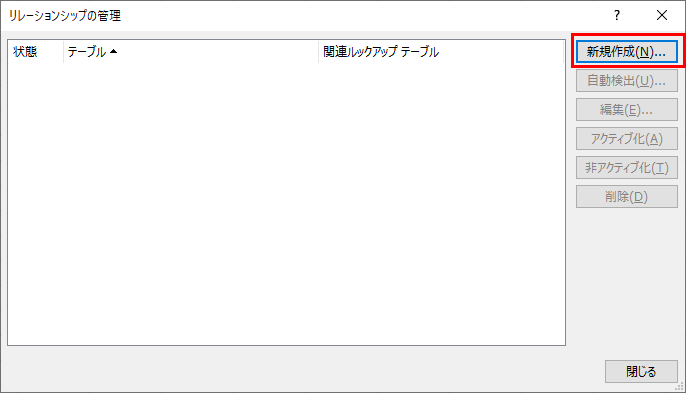 リレーションシップの管理
?
状態 テーブル 関連ルックアップ テーブル
新規作成(N)...
自動検出(U)...
編集(E)...
アクティブ化(A)
非アクティブ化(T)
削除(D)
閉じる